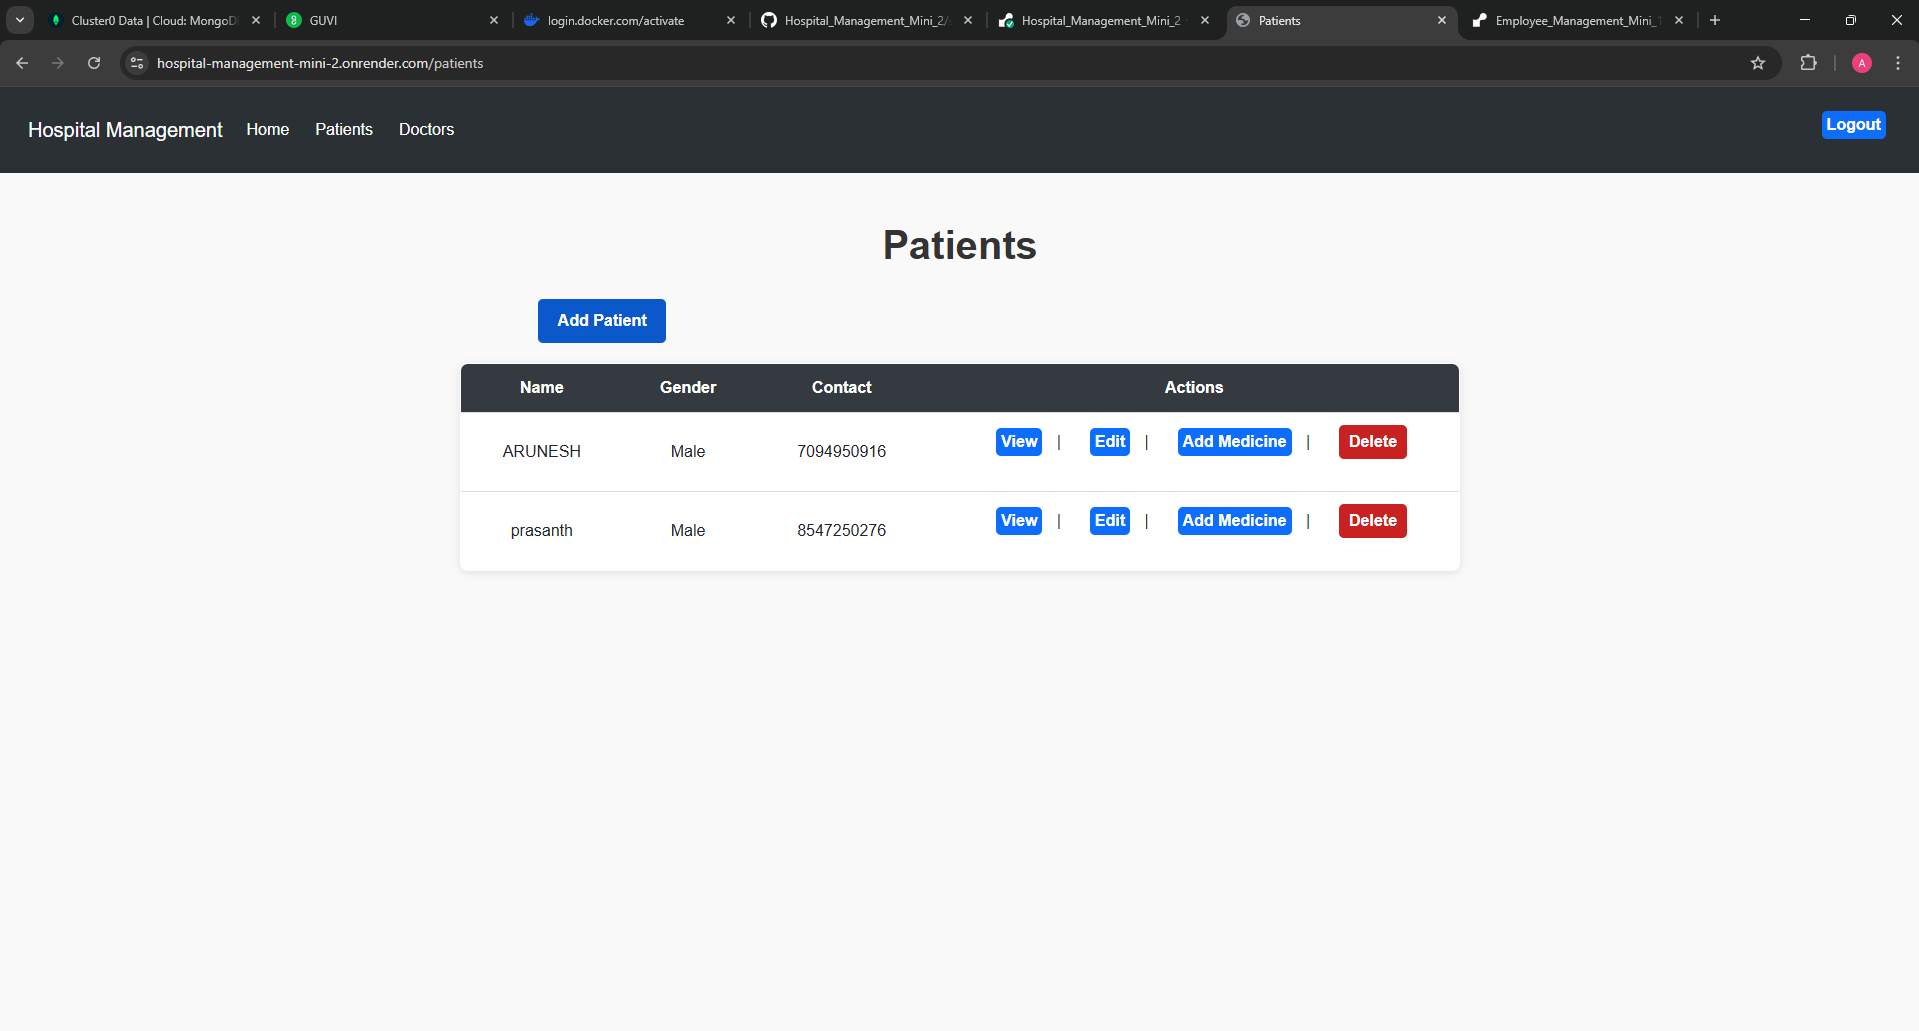 Cluster0 Data | Cloud: MongoD
GUVI
login.docker.com/activate
Hospital_Management_Mini_2/
Hospital_Management_Mini_2
Patients
Employee_Management_Mini_1
hospital-management-mini-2.onrender.com/patients
A
Hospital Management Home Patients Doctors Logout
Patients
Add Patient
Name Gender Contact Actions
ARUNESH Male 7094950916 View | Edit | Add Medicine | Delete
prasanth Male 8547250276 View | Edit | Add Medicine | Delete